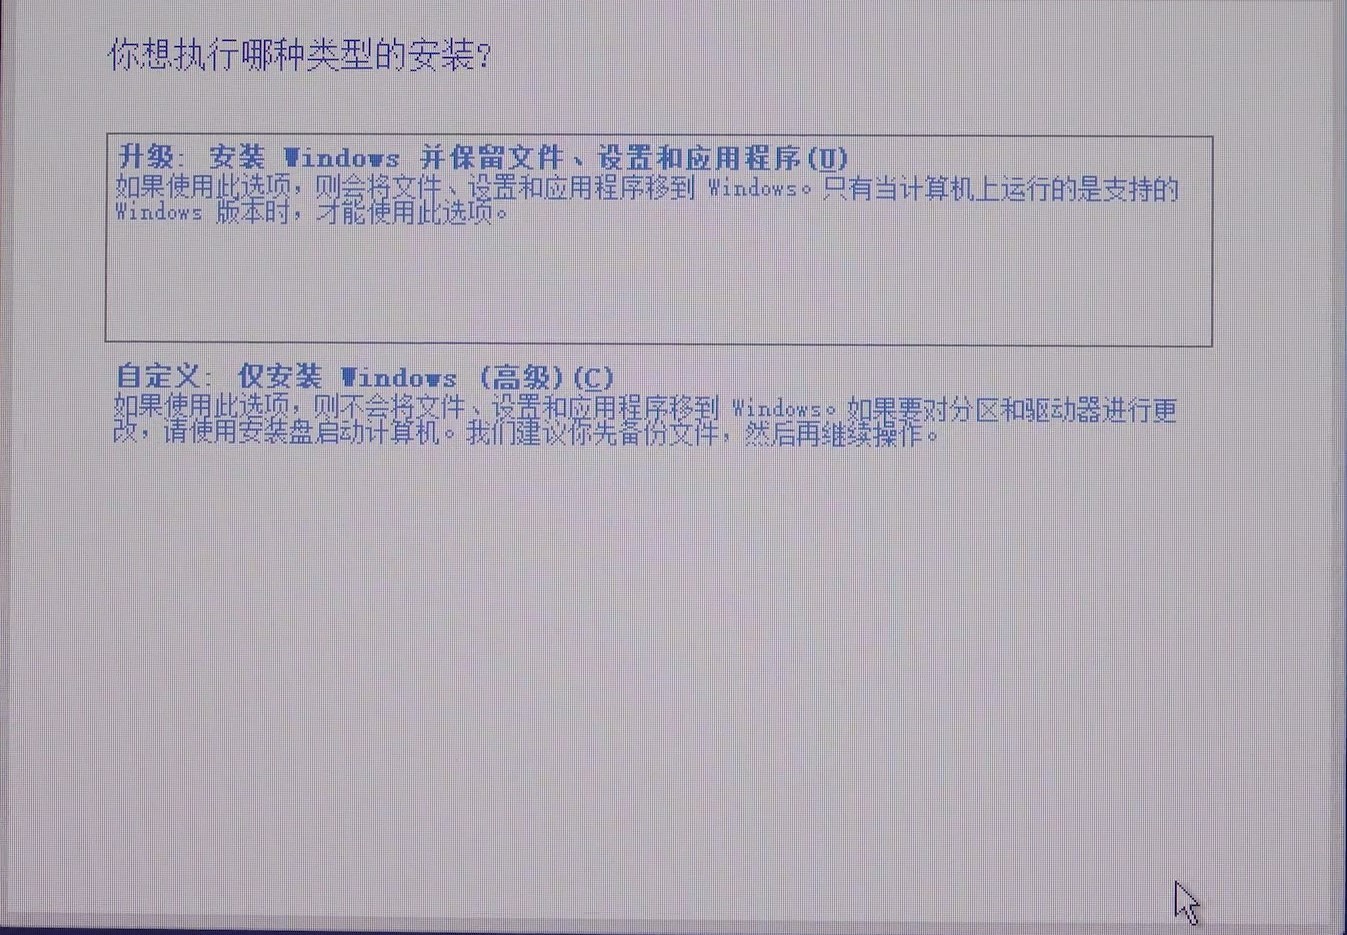 你想执行哪种类型的安装?
升级: 安装 Windows 并保留文件、设置和应用程序(U)
如果使用此选项，则会将文件、设置和应用程序移到 Windows。只有当计算机上运行的是支持的
Windows 版本时，才能使用此选项。
自定义: 仅安装 Windows (高级)(C)
如果使用此选项，则不会将文件、设置和应用程序移到 Windows。如果要对分区和驱动器进行更
改，请使用安装盘启动计算机。我们建议你先备份文件，然后再继续操作。